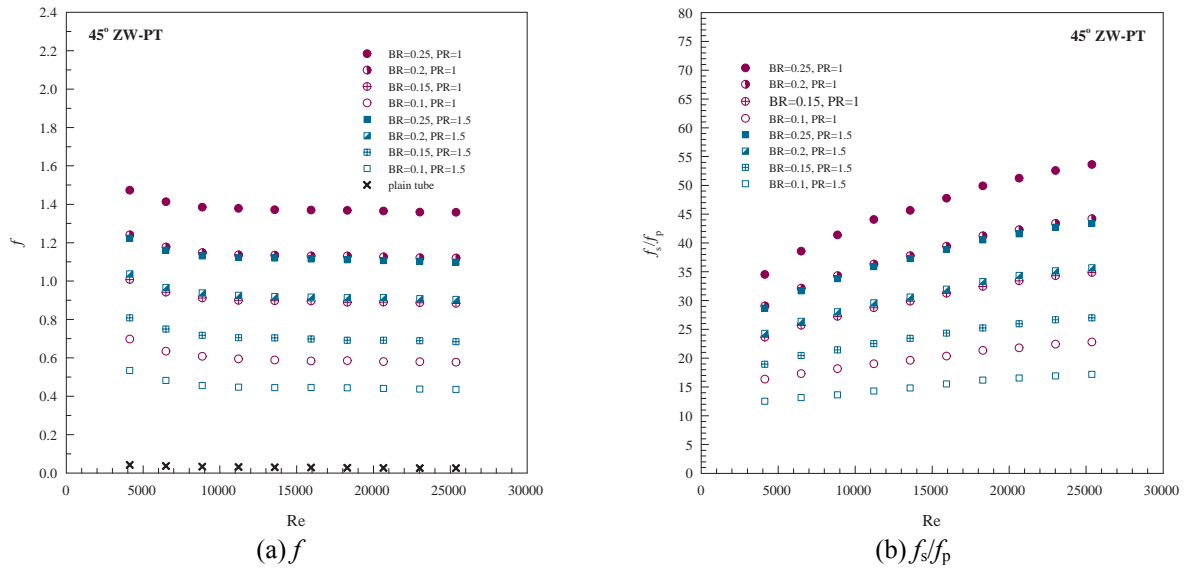 45° ZW-PT
BR=0.25, PR=1
BR=0.2, PR=1
BR=0.15, PR=1
BR=0.1, PR=1
BR=0.25, PR=1.5
BR=0.2, PR=1.5
BR=0.15, PR=1.5
BR=0.1, PR=1.5
plain tube
2.4
2.2
2.0
1.8
1.6
1.4
1.2
1.0
0.8
0.6
0.4
0.2
0.0
f
0 5000 10000 15000 20000 25000 30000
Re
(a) f
45° ZW-PT
BR=0.25, PR=1
BR=0.2, PR=1
BR=0.15, PR=1
BR=0.1, PR=1
BR=0.25, PR=1.5
BR=0.2, PR=1.5
BR=0.15, PR=1.5
BR=0.1, PR=1.5
80
75
70
65
60
55
50
45
40
35
30
25
20
15
10
5
0
fs/fp
0 5000 10000 15000 20000 25000 30000
Re
(b) fs/fp